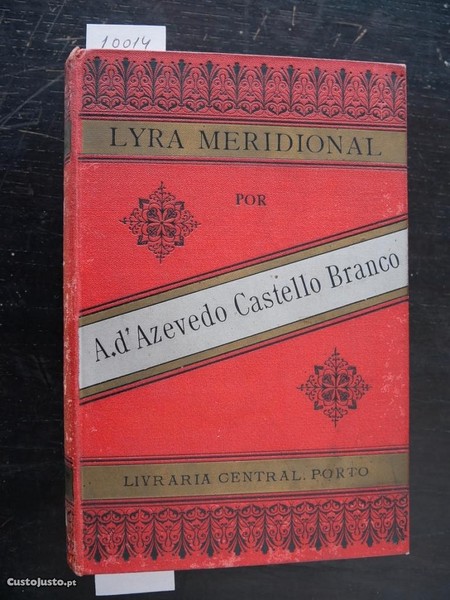 10014
LYRA MERIDIONAL
POR
A. d'Azevedo Castello Branco
LIVRARIA CENTRAL. PORTO
CustoJusto.pt